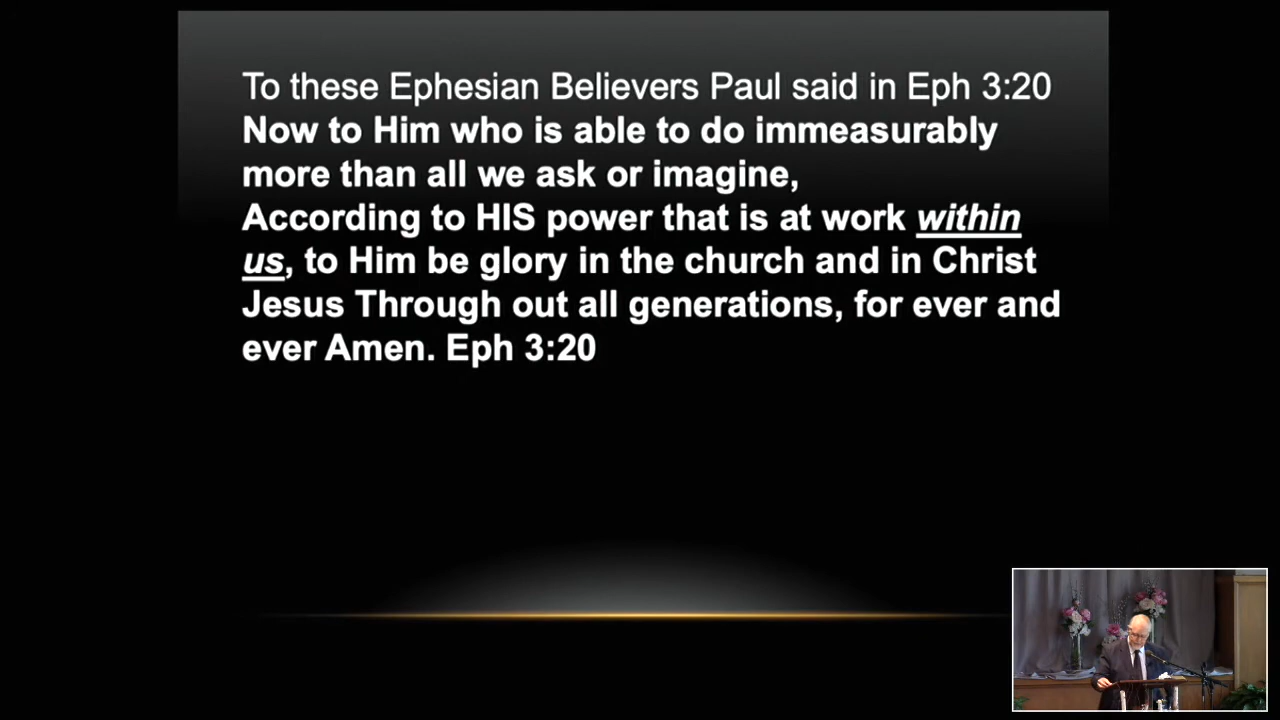 To these Ephesian Believers Paul said in Eph 3:20
Now to Him who is able to do immeasurably
more than all we ask or imagine,
According to HIS power that is at work within
us, to Him be glory in the church and in Christ
Jesus Through out all generations, for ever and
ever Amen. Eph 3:20